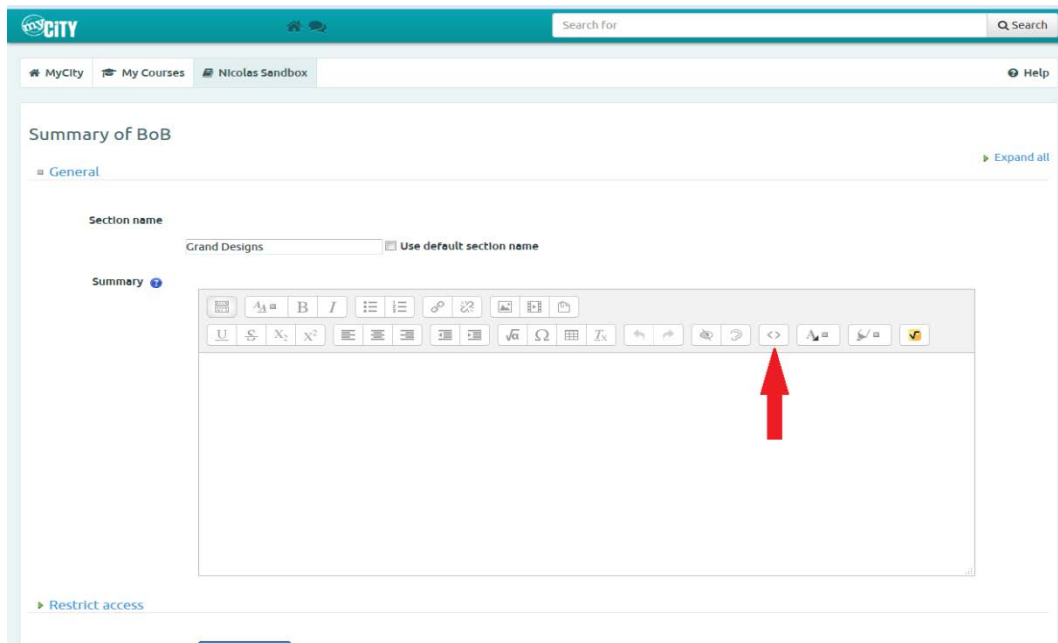 myCiTY
Search for
Search
MyCity My Courses Nicolas Sandbox
Help
Summary of BoB
Expand all
General
Section name
Grand Designs
Use default section name
Summary
Restrict access